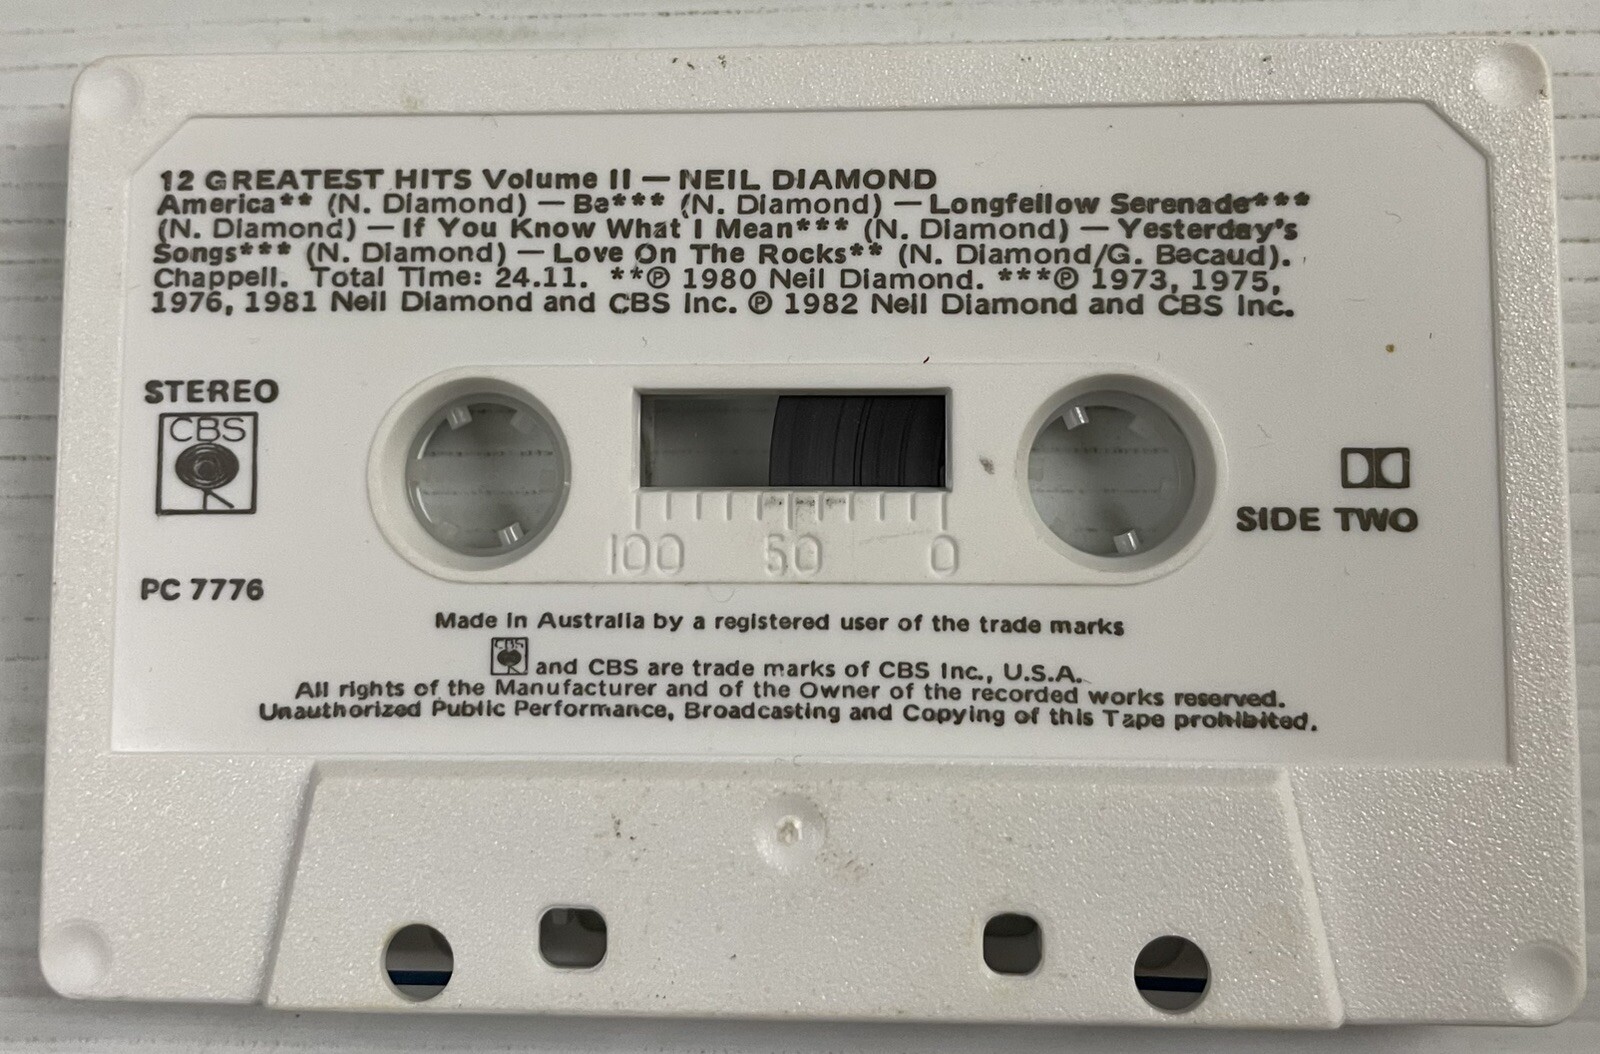 12 GREATEST HITS Volume II — NEIL DIAMOND
America** (N. Diamond) — Be*** (N. Diamond) — Longfellow Serenade***
(N. Diamond) — If You Know What I Mean*** (N. Diamond) — Yesterday's
Songs*** (N. Diamond) — Love On The Rocks** (N. Diamond/G. Becaud).
Chappell. Total Time: 24.11. **℗ 1980 Neil Diamond. ***℗ 1973, 1975,
1976, 1981 Neil Diamond and CBS Inc. ℗ 1982 Neil Diamond and CBS Inc.
STEREO
CBS
SIDE TWO
100 50 0
PC 7776
Made in Australia by a registered user of the trade marks
CBS and CBS are trade marks of CBS Inc., U.S.A.
All rights of the Manufacturer and of the Owner of the recorded works reserved.
Unauthorized Public Performance, Broadcasting and Copying of this Tape prohibited.